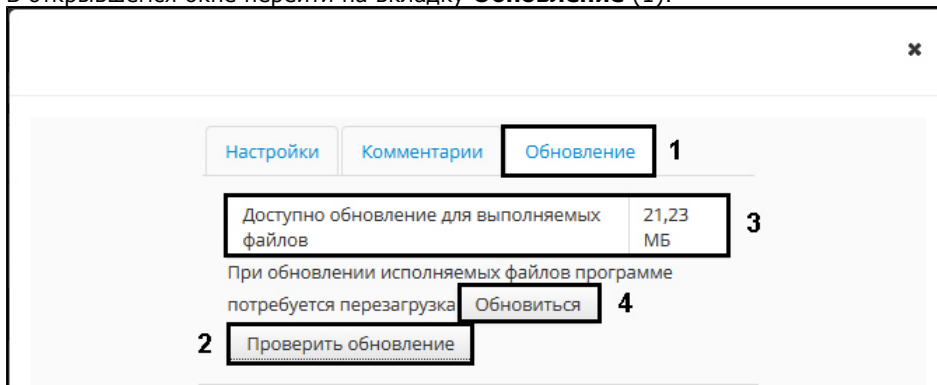 В открывшемся окне перейти на вкладку Обновление (1).
Настройки Комментарии Обновление 1
Доступно обновление для выполняемых 21,23
файлов МБ 3
При обновлении исполняемых файлов программе
потребуется перезагрузка Обновиться 4
2 Проверить обновление